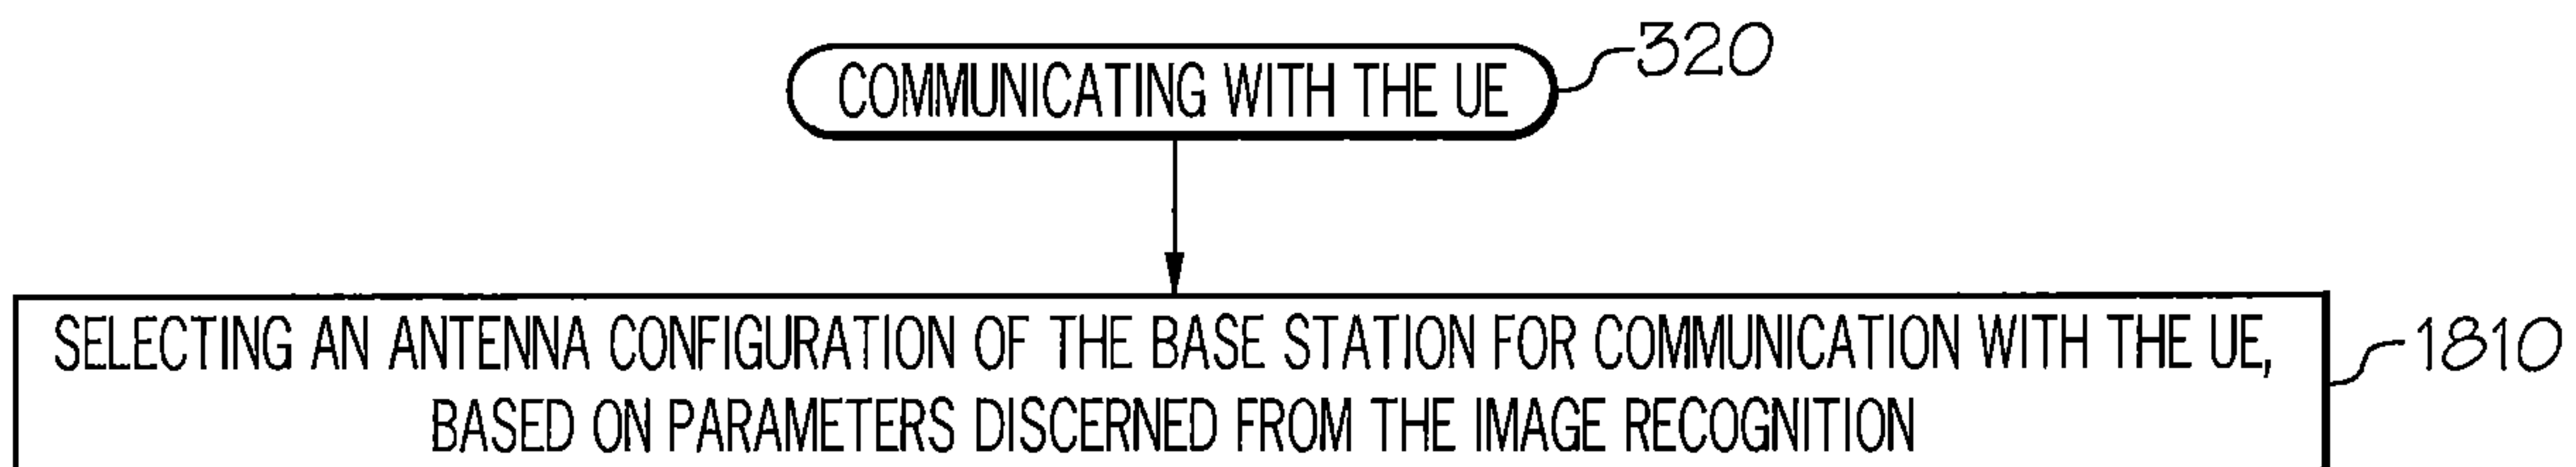 COMMUNICATING WITH THE UE 320
SELECTING AN ANTENNA CONFIGURATION OF THE BASE STATION FOR COMMUNICATION WITH THE UE,
BASED ON PARAMETERS DISCERNED FROM THE IMAGE RECOGNITION
1810